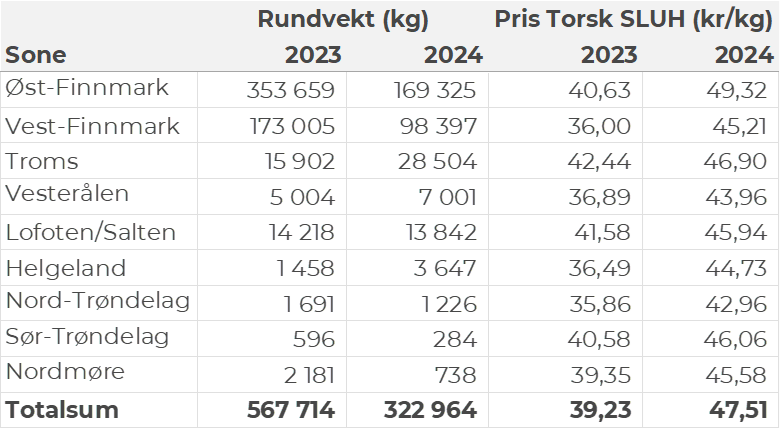 Rundvekt (kg) Pris Torsk SLUH (kr/kg)
Sone 2023 2024 2023 2024
Øst-Finnmark 353 659 169 325 40,63 49,32
Vest-Finnmark 173 005 98 397 36,00 45,21
Troms 15 902 28 504 42,44 46,90
Vesterålen 5 004 7 001 36,89 43,96
Lofoten/Salten 14 218 13 842 41,58 45,94
Helgeland 1 458 3 647 36,49 44,73
Nord-Trøndelag 1 691 1 226 35,86 42,96
Sør-Trøndelag 596 284 40,58 46,06
Nordmøre 2 181 738 39,35 45,58
Totalsum 567 714 322 964 39,23 47,51